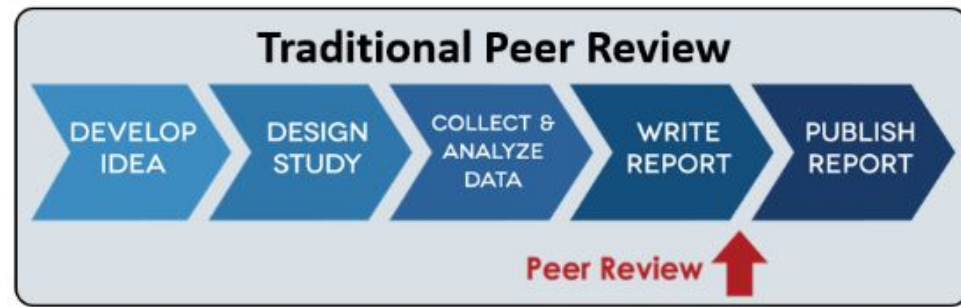 Traditional Peer Review
DEVELOP
IDEA
DESIGN
STUDY
COLLECT &
ANALYZE
DATA
WRITE
REPORT
PUBLISH
REPORT
Peer Review